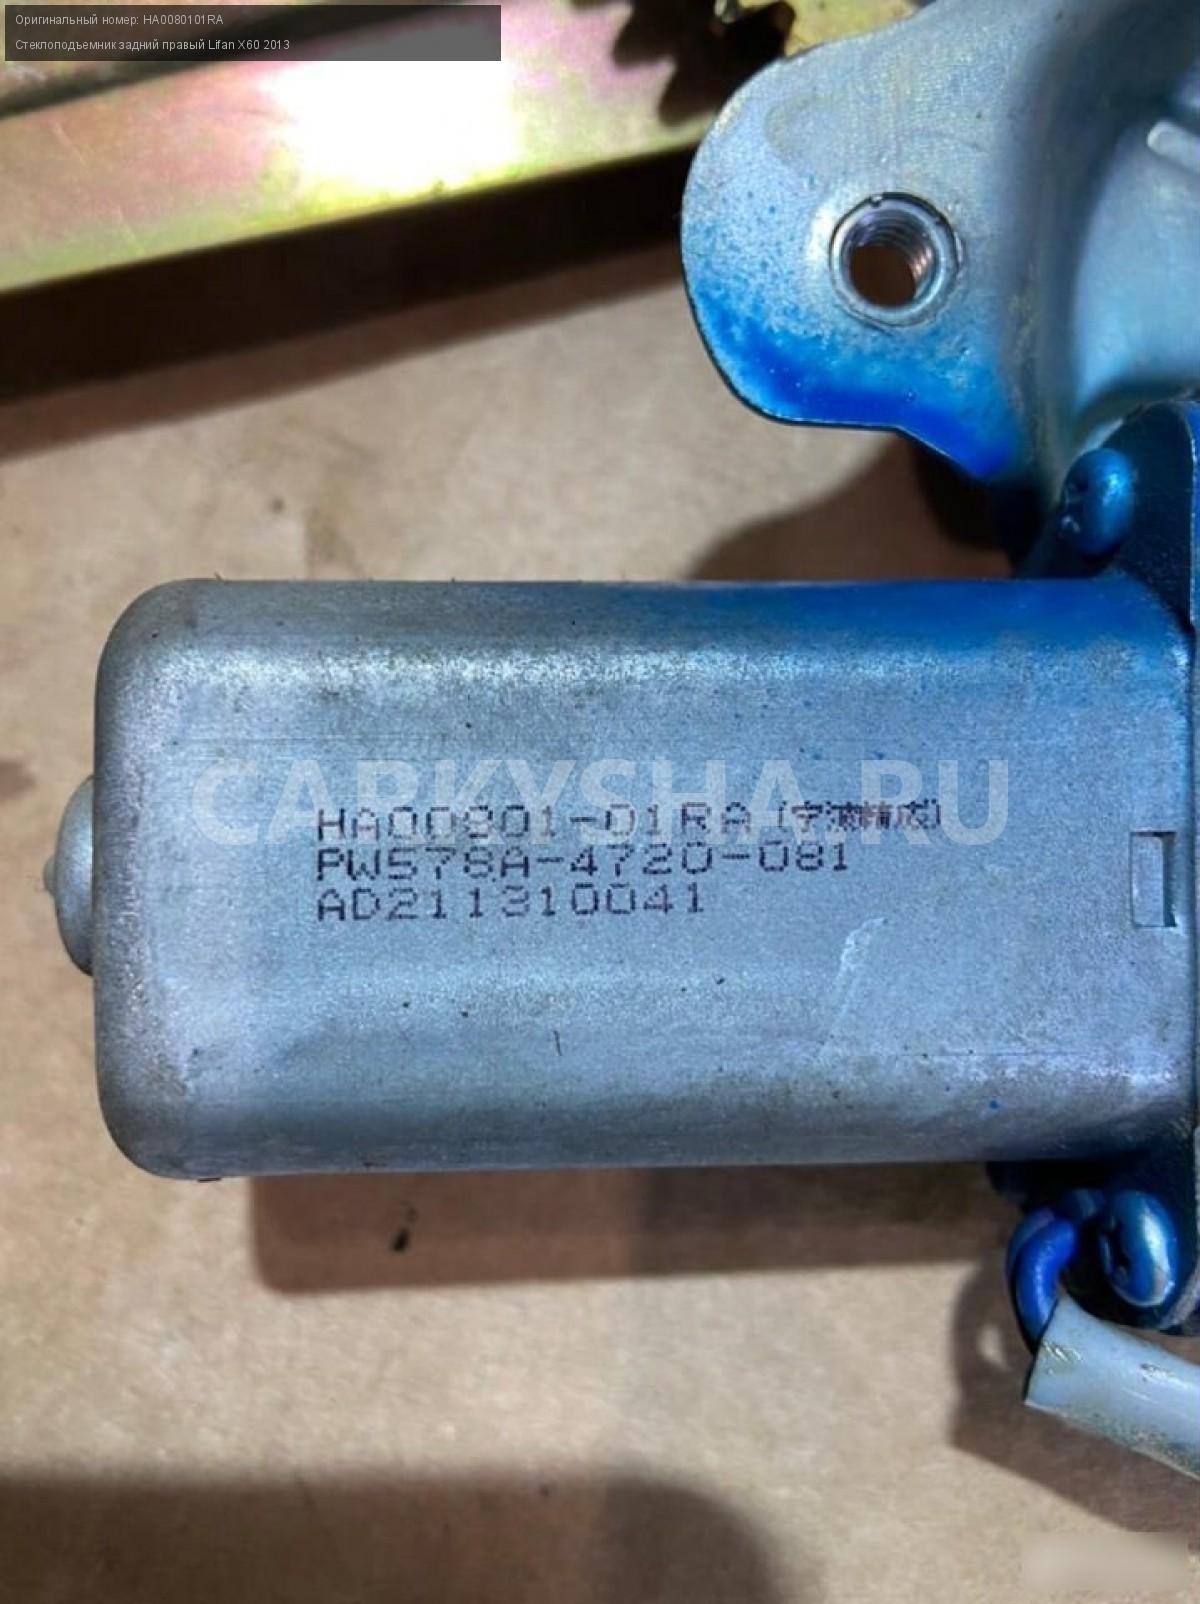 Оригинальный номер: HA0080101RA
Стеклоподъемник задний правый Lifan X60 2013
CARKYSHA.RU
HA00801-01RA
PW578A-4720-081
AD211310041